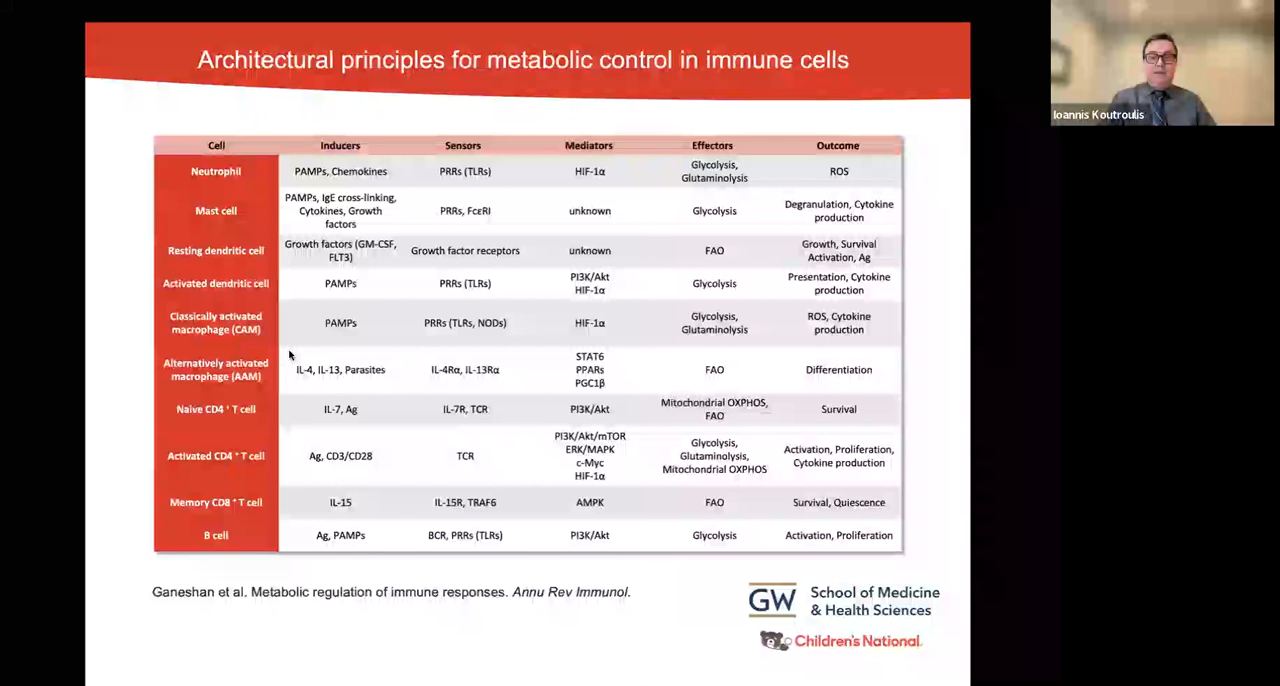 Architectural principles for metabolic control in immune cells
Ioannis Koutroulis
Cell Inducers Sensors Mediators Effectors Outcome
Neutrophil PAMPs, Chemokines PRRs (TLRs) HIF-1α Glycolysis, Glutaminolysis ROS
Mast cell PAMPs, IgE cross-linking, Cytokines, Growth factors PRRs, FcεRI unknown Glycolysis Degranulation, Cytokine production
Resting dendritic cell Growth factors (GM-CSF, FLT3) Growth factor receptors unknown FAO Growth, Survival Activation, Ag
Activated dendritic cell PAMPs PRRs (TLRs) PI3K/Akt HIF-1α Glycolysis Presentation, Cytokine production
Classically activated macrophage (CAM) PAMPs PRRs (TLRs, NODs) HIF-1α Glycolysis, Glutaminolysis ROS, Cytokine production
Alternatively activated macrophage (AAM) IL-4, IL-13, Parasites IL-4Rα, IL-13Rα STAT6 PPARs PGC1β FAO Differentiation
Naive CD4 ⁺ T cell IL-7, Ag IL-7R, TCR PI3K/Akt Mitochondrial OXPHOS, FAO Survival
Activated CD4 ⁺ T cell Ag, CD3/CD28 TCR PI3K/Akt/mTOR ERK/MAPK c-Myc HIF-1α Glycolysis, Glutaminolysis, Mitochondrial OXPHOS Activation, Proliferation, Cytokine production
Memory CD8 ⁺ T cell IL-15 IL-15R, TRAF6 AMPK FAO Survival, Quiescence
B cell Ag, PAMPs BCR, PRRs (TLRs) PI3K/Akt Glycolysis Activation, Proliferation
Ganeshan et al. Metabolic regulation of immune responses. Annu Rev Immunol.
GW School of Medicine
& Health Sciences
Children's National.